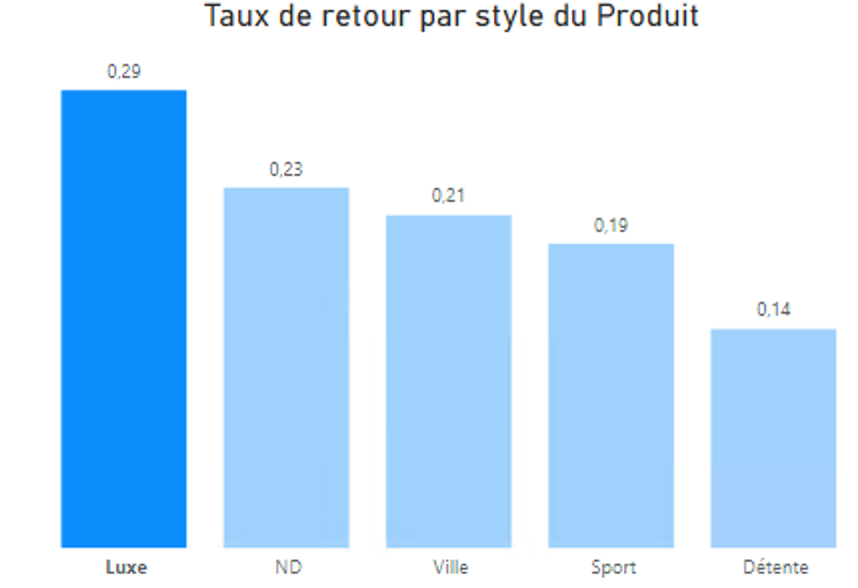 Taux de retour par style du Produit
0,29
0,23
0,21
0,19
0,14
Luxe ND Ville Sport Détente